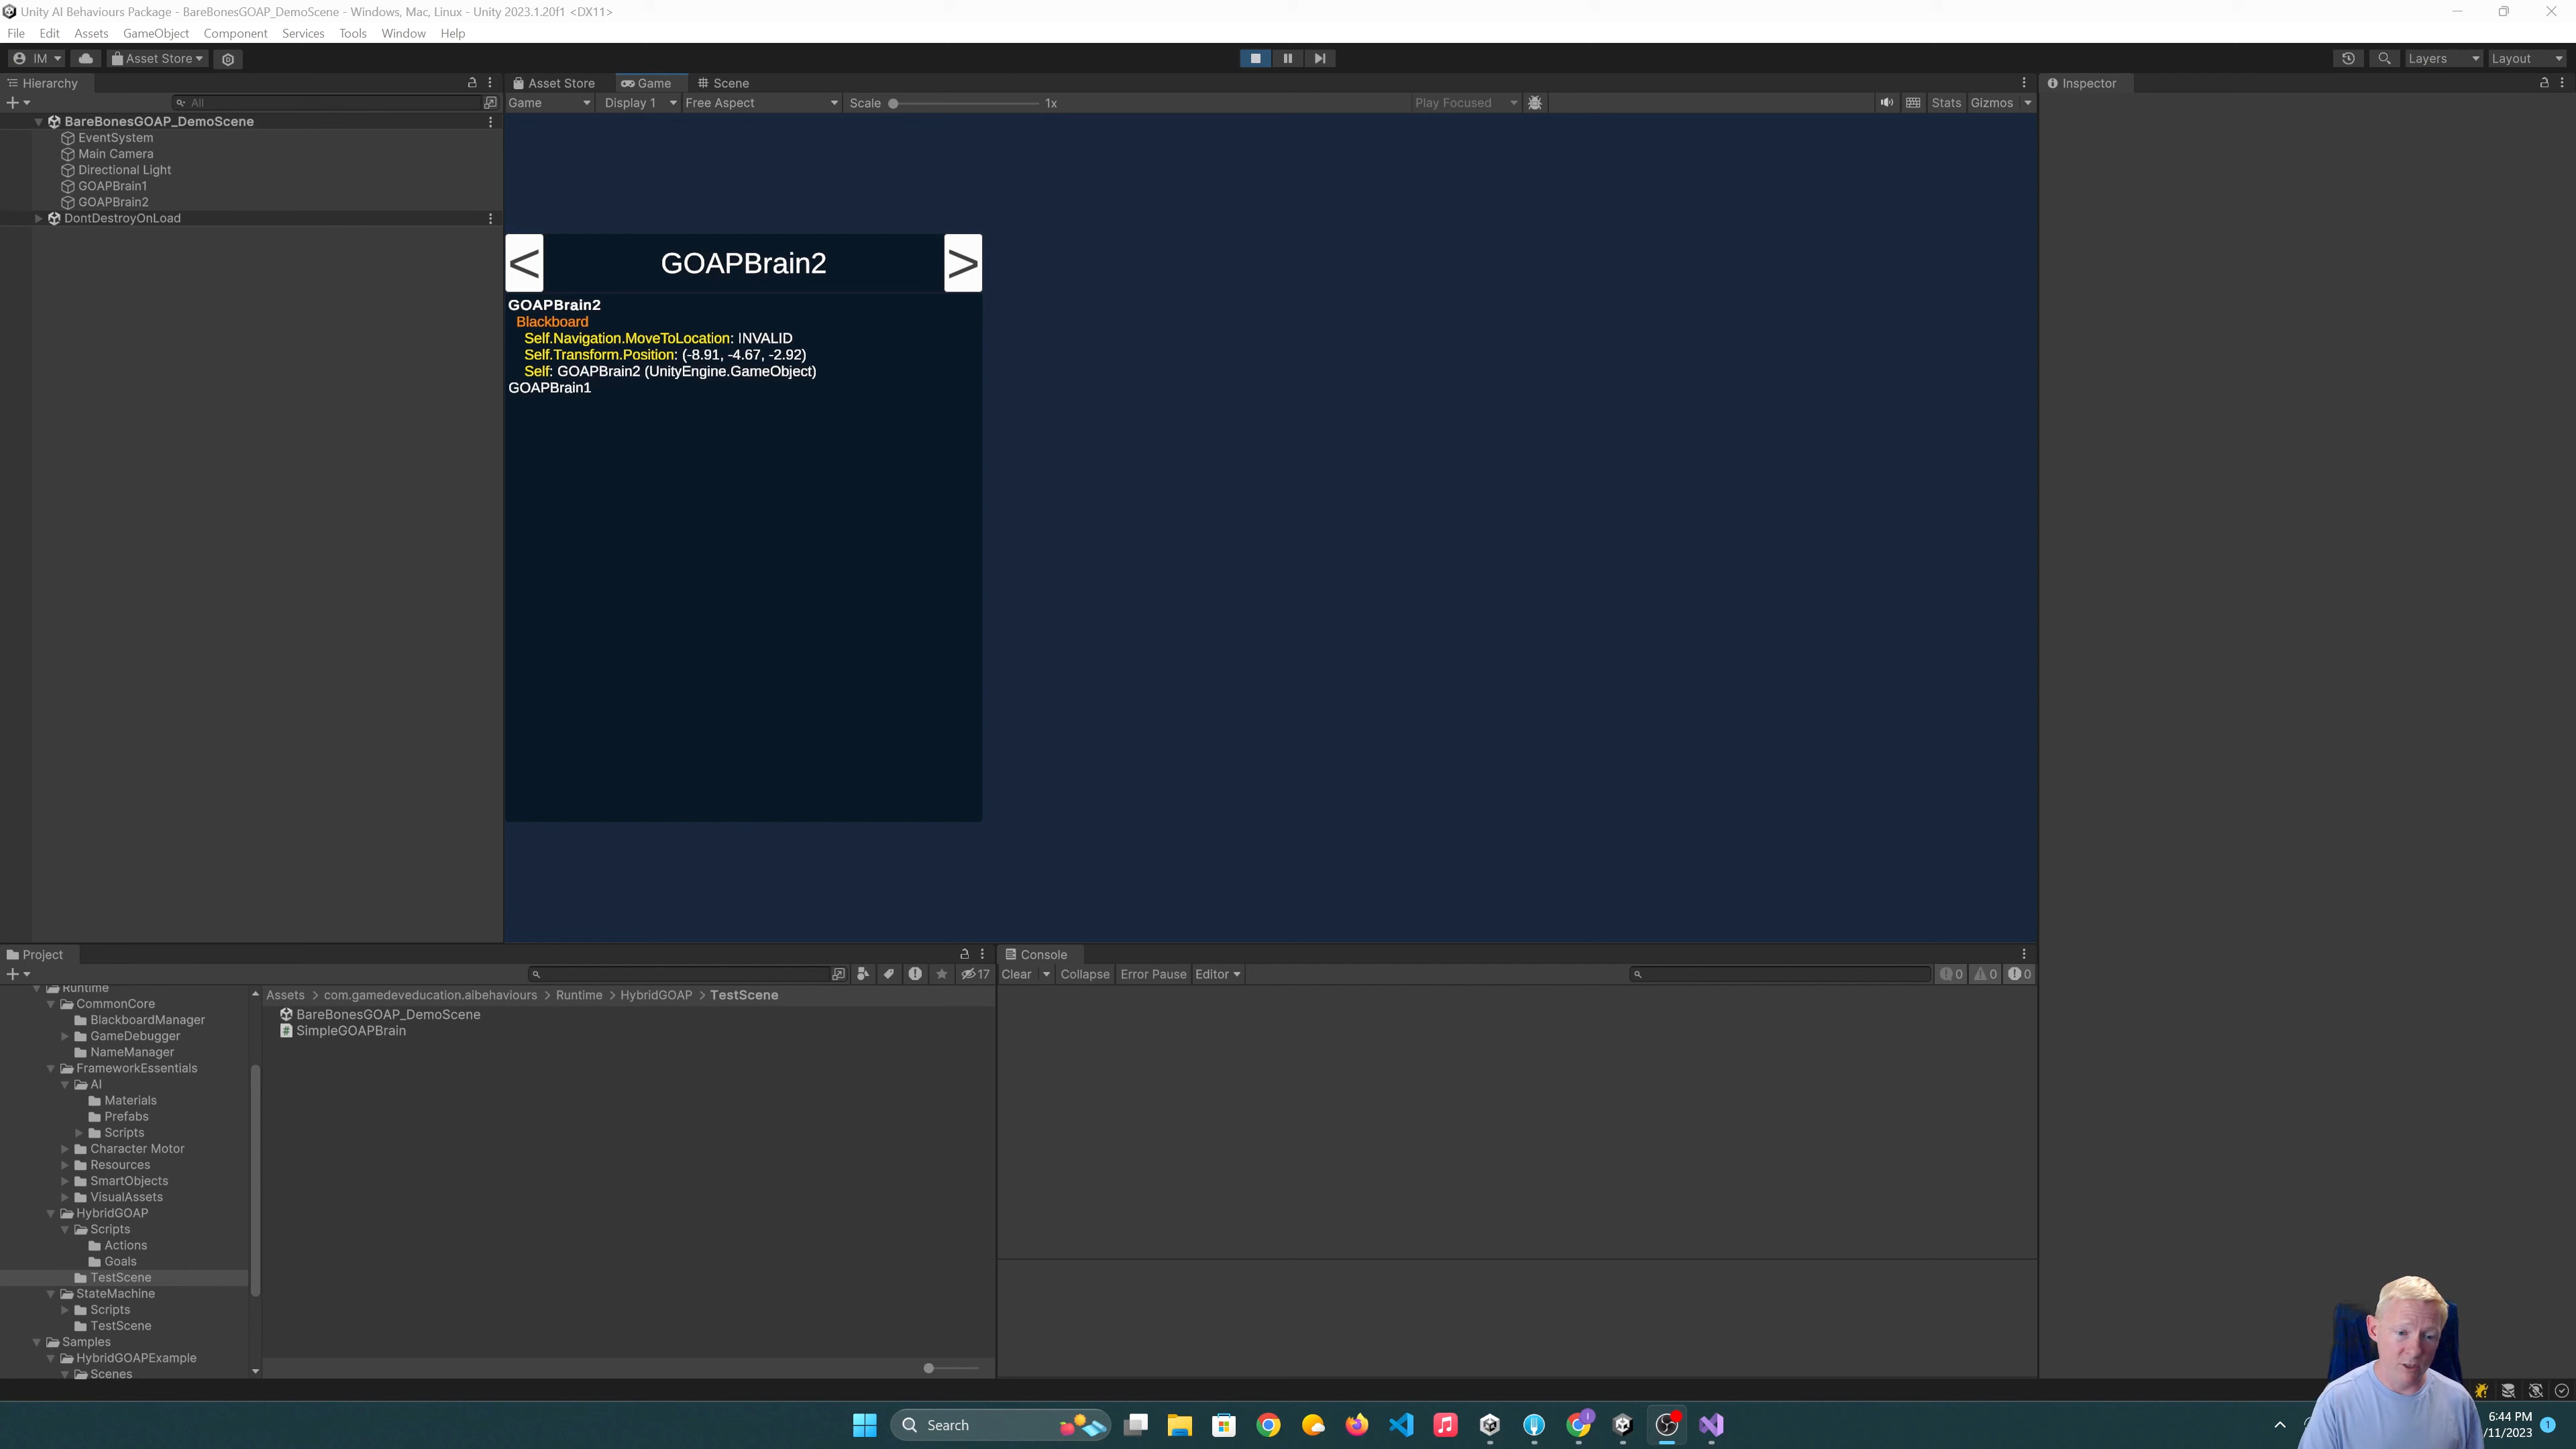 Unity AI Behaviours Package - BareBonesGOAP_DemoScene - Windows, Mac, Linux - Unity 2023.1.20f1 <DX11>
File Edit Assets GameObject Component Services Tools Window Help
IM Asset Store Layers Layout
Hierarchy
All
BareBonesGOAP_DemoScene
EventSystem
Main Camera
Directional Light
GOAPBrain1
GOAPBrain2
DontDestroyOnLoad
Asset Store Game Scene
Game Display 1 Free Aspect Scale 1x Play Focused Stats Gizmos
< GOAPBrain2 >
GOAPBrain2
Blackboard
Self.Navigation.MoveToLocation: INVALID
Self.Transform.Position: (-8.91, -4.67, -2.92)
Self: GOAPBrain2 (UnityEngine.GameObject)
GOAPBrain1
Inspector
Project
17
Runtime
CommonCore
BlackboardManager
GameDebugger
NameManager
FrameworkEssentials
AI
Materials
Prefabs
Scripts
Character Motor
Resources
SmartObjects
VisualAssets
HybridGOAP
Scripts
Actions
Goals
TestScene
StateMachine
Scripts
TestScene
Samples
HybridGOAPExample
Scenes
Assets > com.gamedeveducation.aibehaviours > Runtime > HybridGOAP > TestScene
BareBonesGOAP_DemoScene
SimpleGOAPBrain
Console
Clear Collapse Error Pause Editor 0 0 0
Search
6:44 PM
/11/2023
1